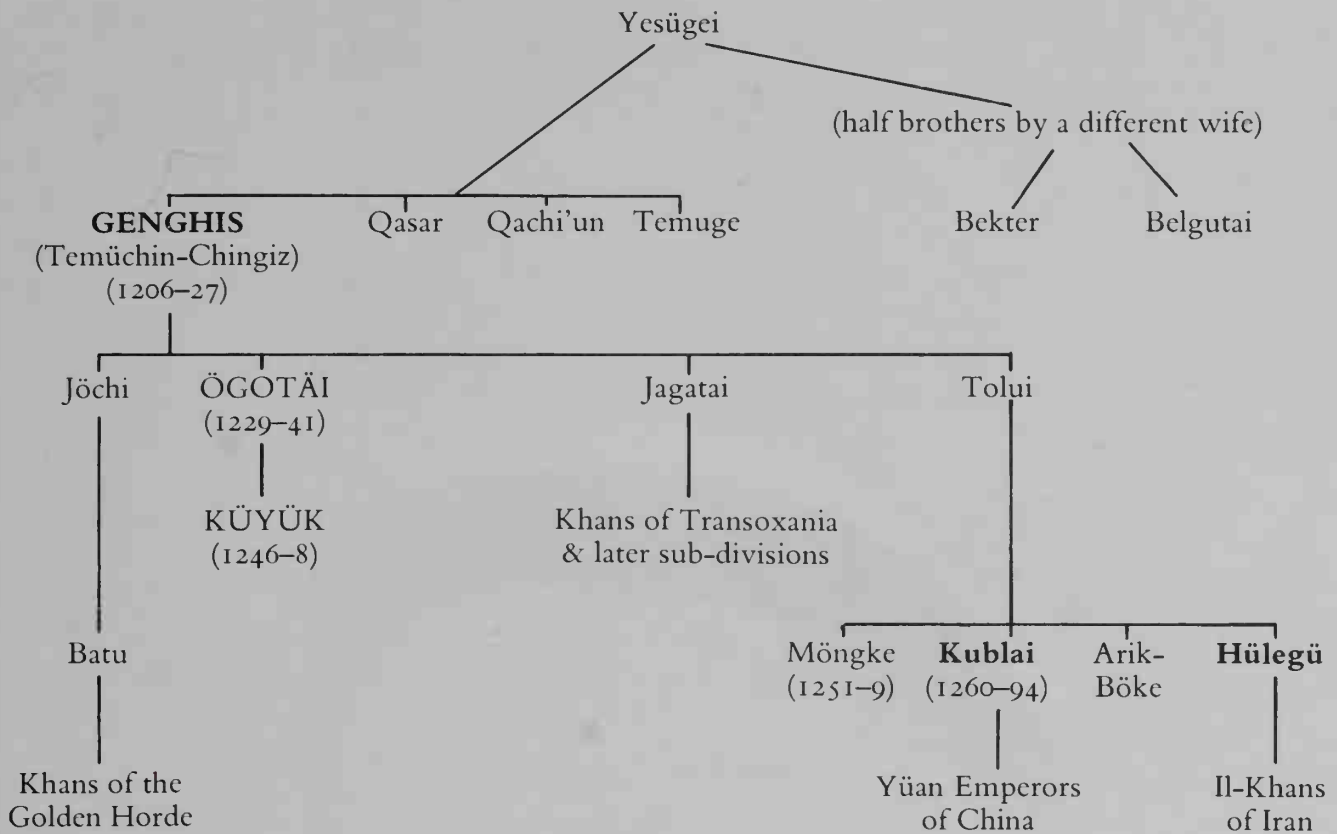 Yesügei
(half brothers by a different wife)
GENGHIS
(Temüchin-Chingiz)
(1206–27)
Qasar
Qachi'un
Temuge
Bekter
Belgutai
Jöchi
ÖGOTÄI
(1229–41)
Jagatai
Tolui
KÜYÜK
(1246–8)
Khans of Transoxania
& later sub-divisions
Batu
Möngke
(1251–9)
Kublai
(1260–94)
Arik-
Böke
Hülegü
Khans of the
Golden Horde
Yüan Emperors
of China
Il-Khans
of Iran